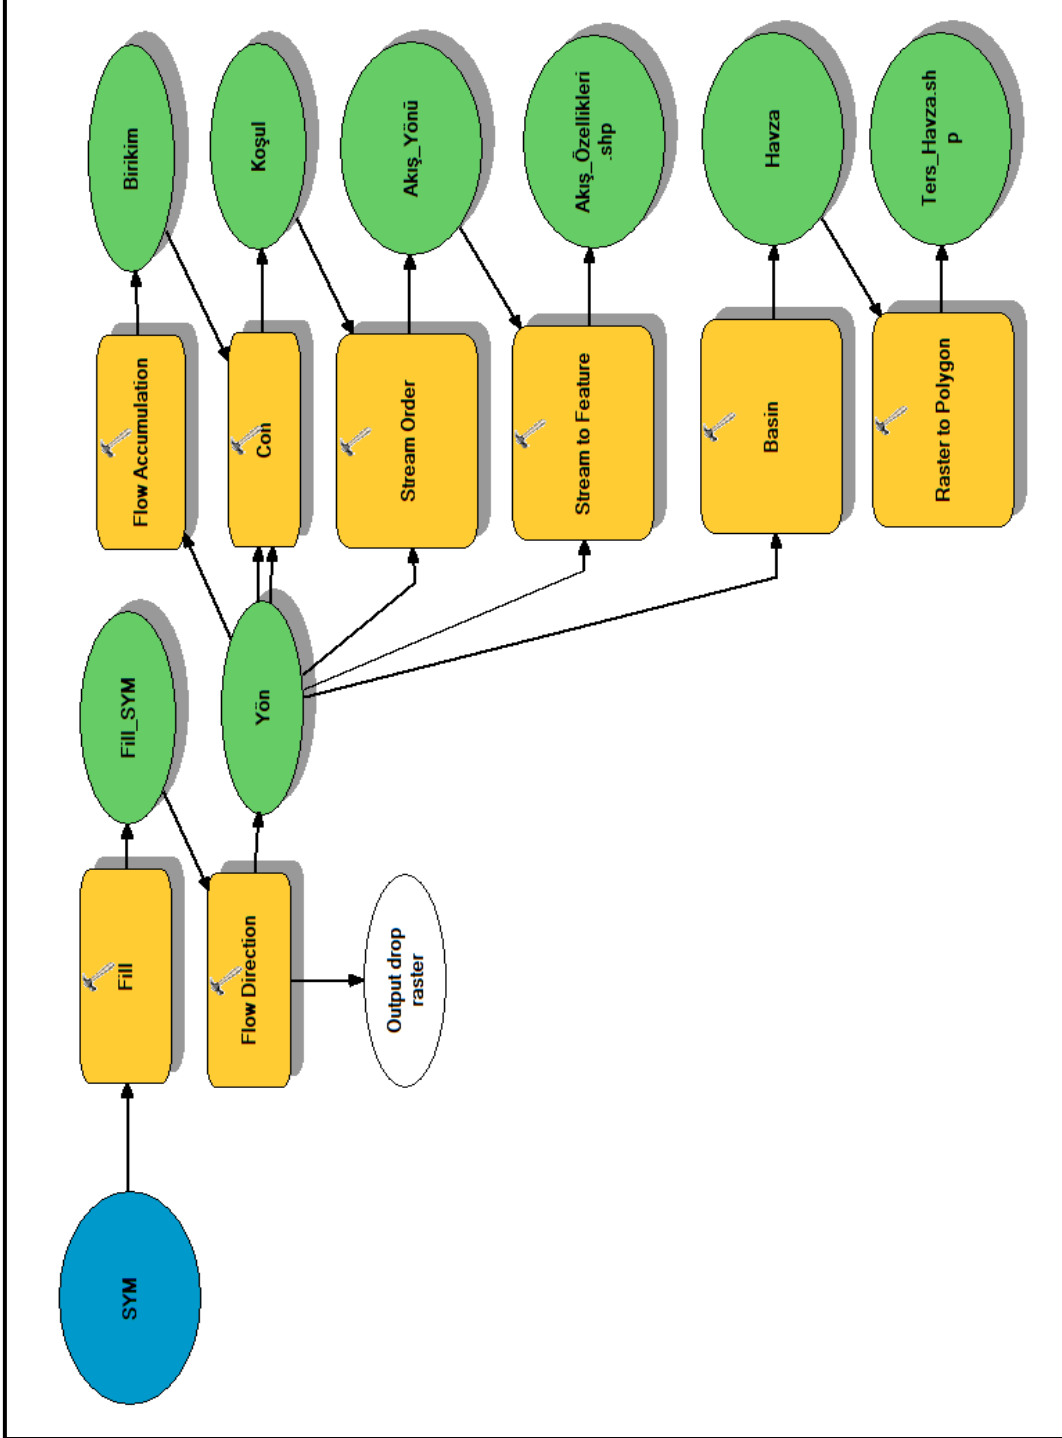 SYM
Fill
Fill_SYM
Flow Direction
Output drop
raster
Yön
Flow Accumulation
Birikim
Con
Koşul
Stream Order
Akış_Yönü
Stream to Feature
Akış_Özellikleri
.shp
Basin
Havza
Raster to Polygon
Ters_Havza.sh
p